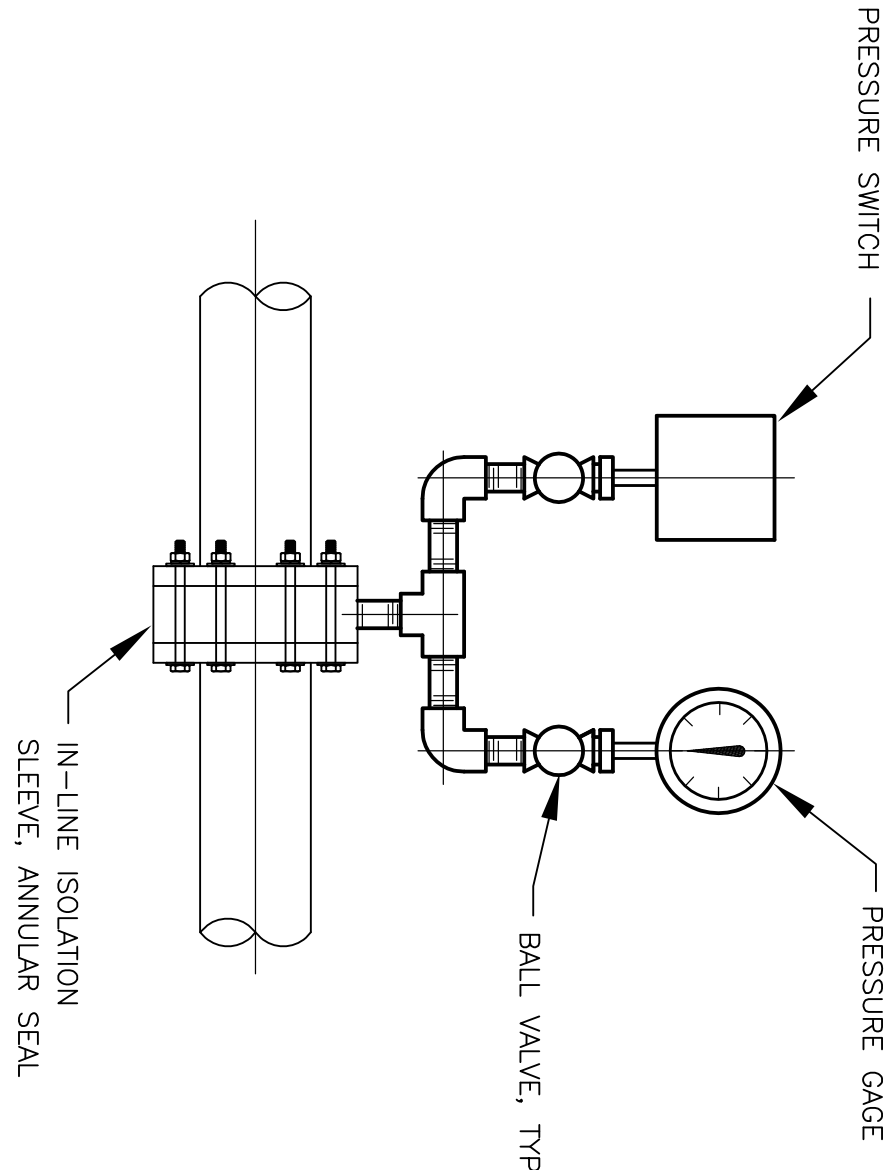 PRESSURE SWITCH
PRESSURE GAGE
BALL VALVE, TYP
IN-LINE ISOLATION
SLEEVE, ANNULAR SEAL